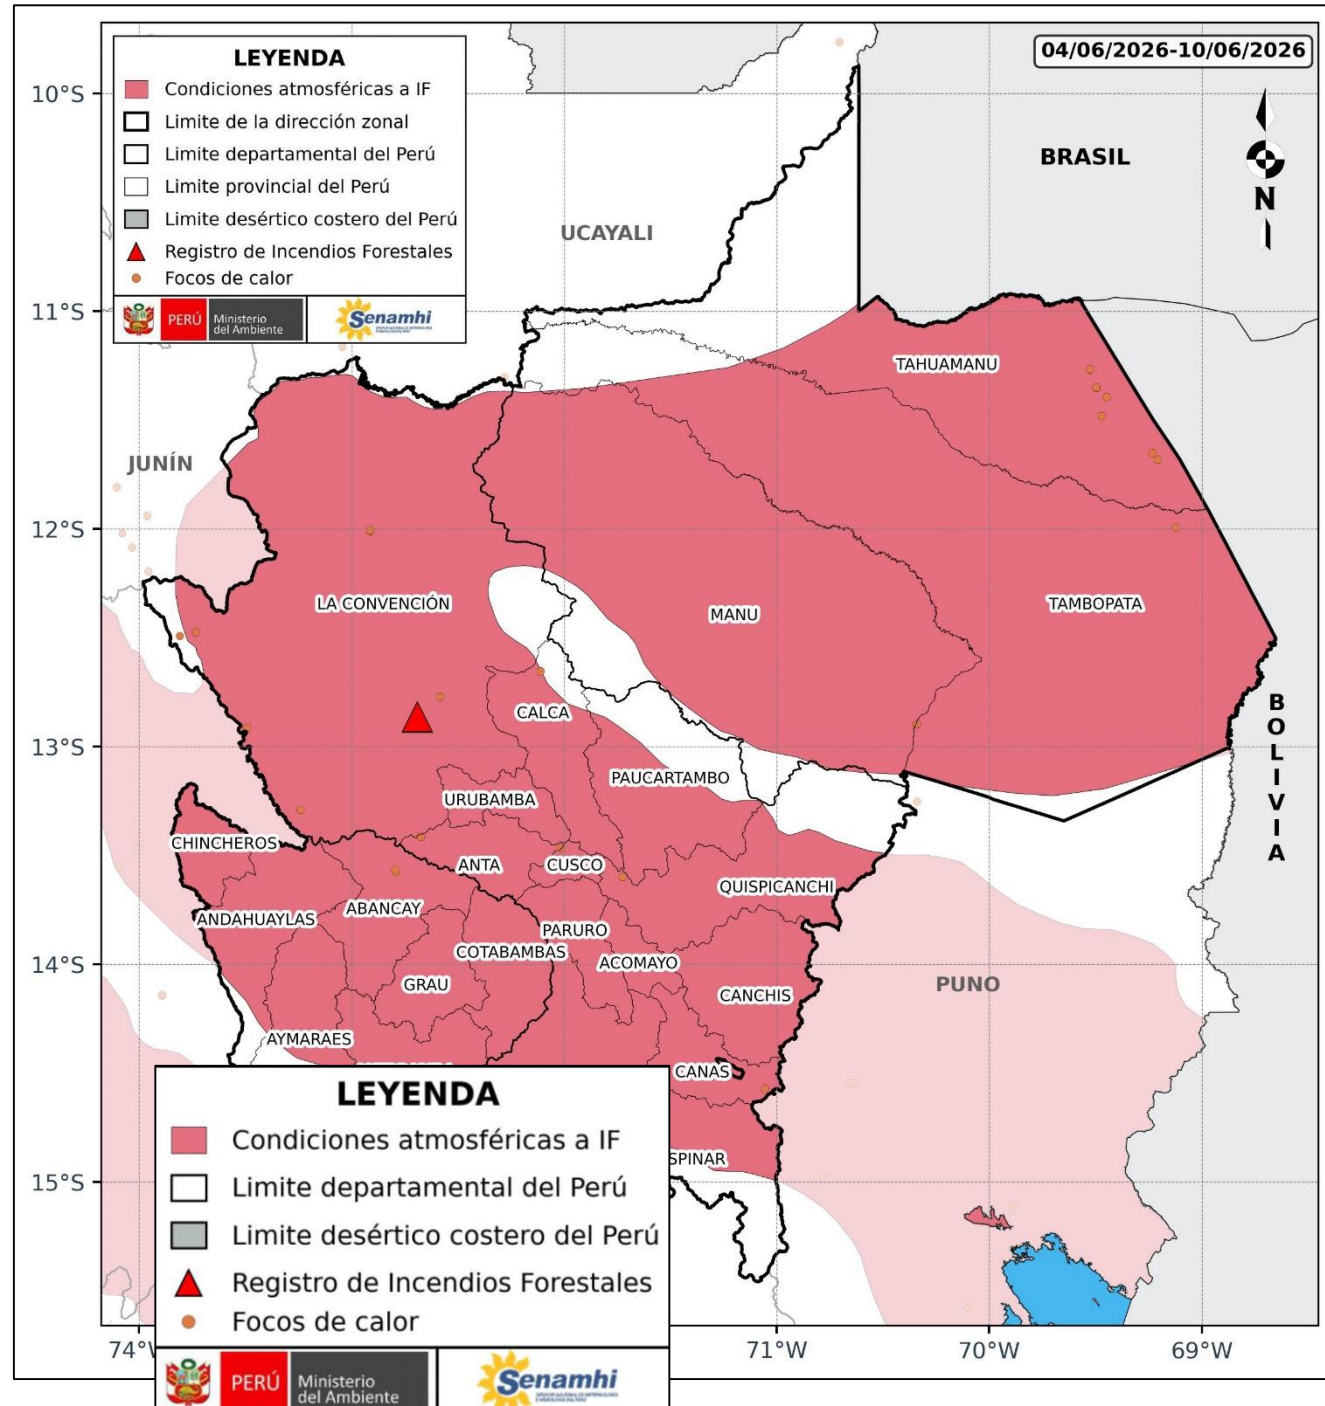 04/06/2026-10/06/2026
LEYENDA
Condiciones atmosféricas a IF
Limite de la dirección zonal
Limite departamental del Perú
Limite provincial del Perú
Limite desértico costero del Perú
Registro de Incendios Forestales
Focos de calor
PERÚ
Ministerio
del Ambiente
Senamhi
10°S
11°S
12°S
13°S
14°S
15°S
BRASIL
N
UCAYALI
TAHUAMANU
JUNÍN
LA CONVENCIÓN
MANU
TAMBOPATA
CALCA
BOLIVIA
PAUCARTAMBO
URUBAMBA
CHINCHEROS
ANTA
CUSCO
QUISPICANCHI
ABANCAY
ANDAHUAYLAS
PARURO
COTABAMBAS
ACOMAYO
GRAU
CANCHIS
PUNO
AYMARAES
CANAS
SPINAR
LEYENDA
Condiciones atmosféricas a IF
Limite departamental del Perú
Limite desértico costero del Perú
Registro de Incendios Forestales
Focos de calor
PERÚ
Ministerio
del Ambiente
Senamhi
74°W
71°W
70°W
69°W